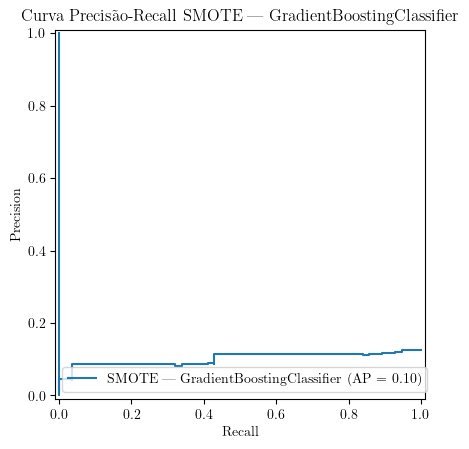 Curva Precisão-Recall SMOTE — GradientBoostingClassifier
1.0
0.8
0.6
0.4
0.2
0.0
Precision
SMOTE — GradientBoostingClassifier (AP = 0.10)
0.0 0.2 0.4 0.6 0.8 1.0
Recall